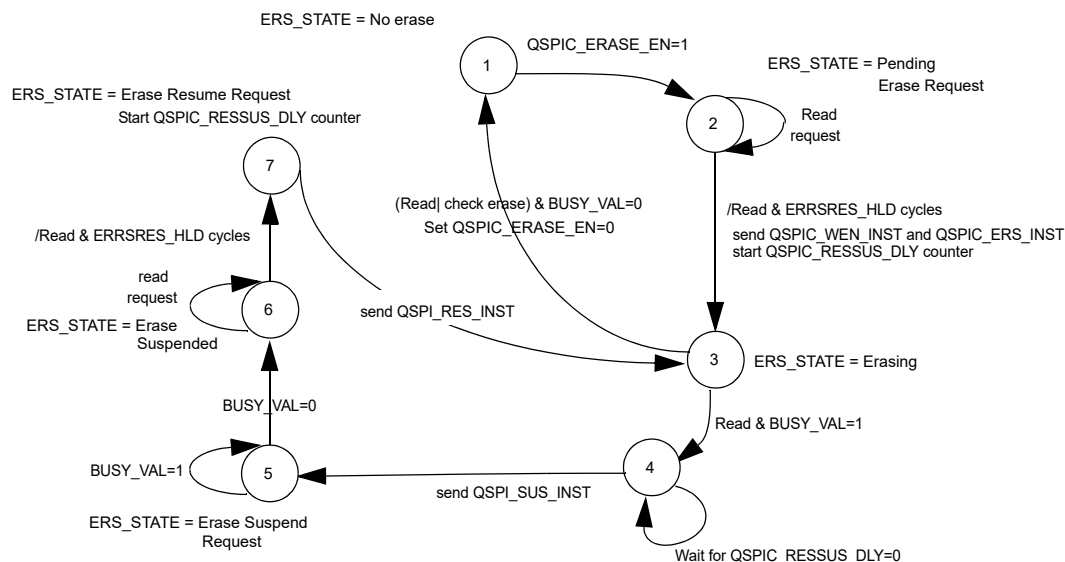 ERS_STATE = No erase
1
QSPIC_ERASE_EN=1
ERS_STATE = Pending
Erase Request
2
Read
request
ERS_STATE = Erase Resume Request
Start QSPIC_RESSUS_DLY counter
7
(Read| check erase) & BUSY_VAL=0
Set QSPIC_ERASE_EN=0
/Read & ERRSRES_HLD cycles
send QSPIC_WEN_INST and QSPIC_ERS_INST
start QSPIC_RESSUS_DLY counter
/Read & ERRSRES_HLD cycles
read
request
6
ERS_STATE = Erase
Suspended
send QSPI_RES_INST
3
ERS_STATE = Erasing
BUSY_VAL=0
Read & BUSY_VAL=1
BUSY_VAL=1
5
4
send QSPI_SUS_INST
ERS_STATE = Erase Suspend
Request
Wait for QSPIC_RESSUS_DLY=0